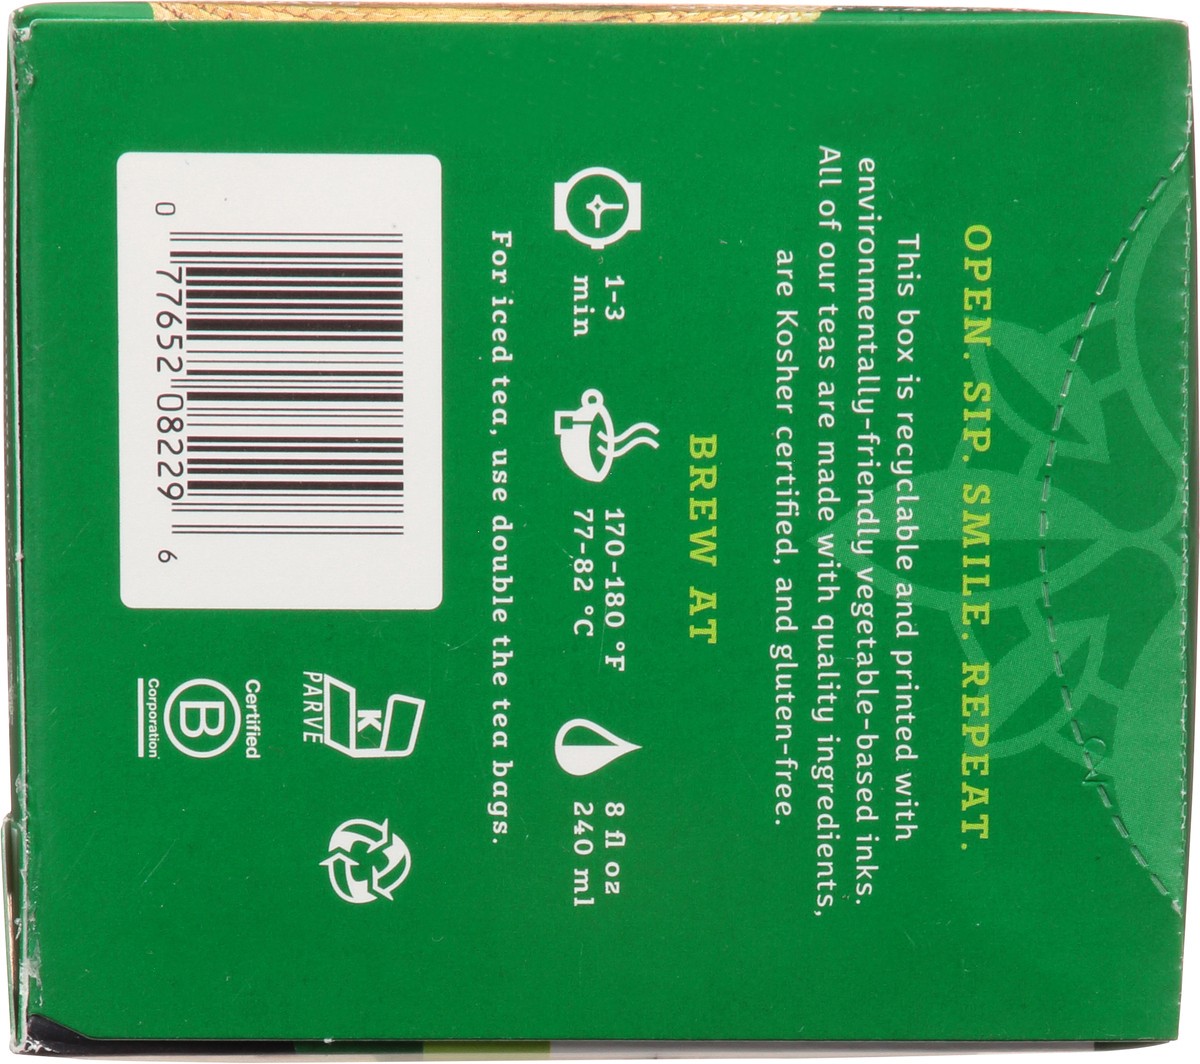 OPEN. SIP. SMILE. REPEAT.
This box is recyclable and printed with
environmentally-friendly vegetable-based inks.
All of our teas are made with quality ingredients,
are Kosher certified, and gluten-free.
BREW AT
1-3
min
170-180 °F
77-82 °C
8 fl oz
240 ml
For iced tea, use double the tea bags.
0 77652 08229 6
K
PARVE
Certified
B
Corporation